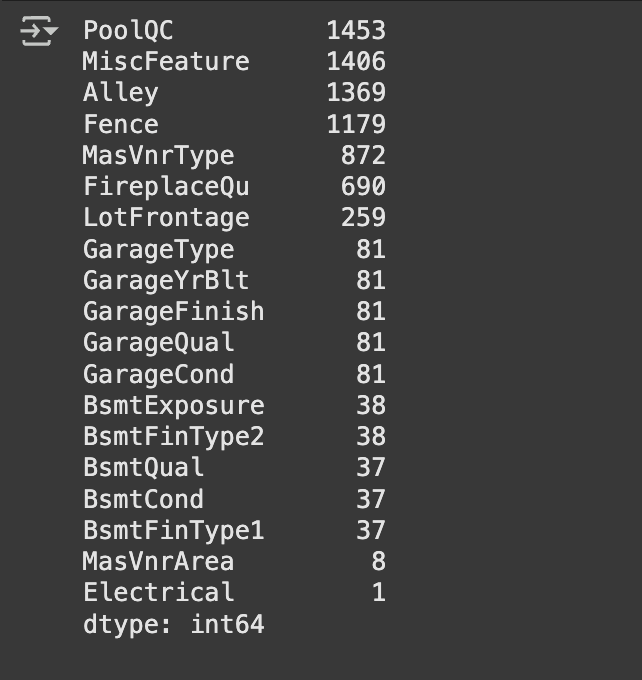 PoolQC 1453
MiscFeature 1406
Alley 1369
Fence 1179
MasVnrType 872
FireplaceQu 690
LotFrontage 259
GarageType 81
GarageYrBlt 81
GarageFinish 81
GarageQual 81
GarageCond 81
BsmtExposure 38
BsmtFinType2 38
BsmtQual 37
BsmtCond 37
BsmtFinType1 37
MasVnrArea 8
Electrical 1
dtype: int64